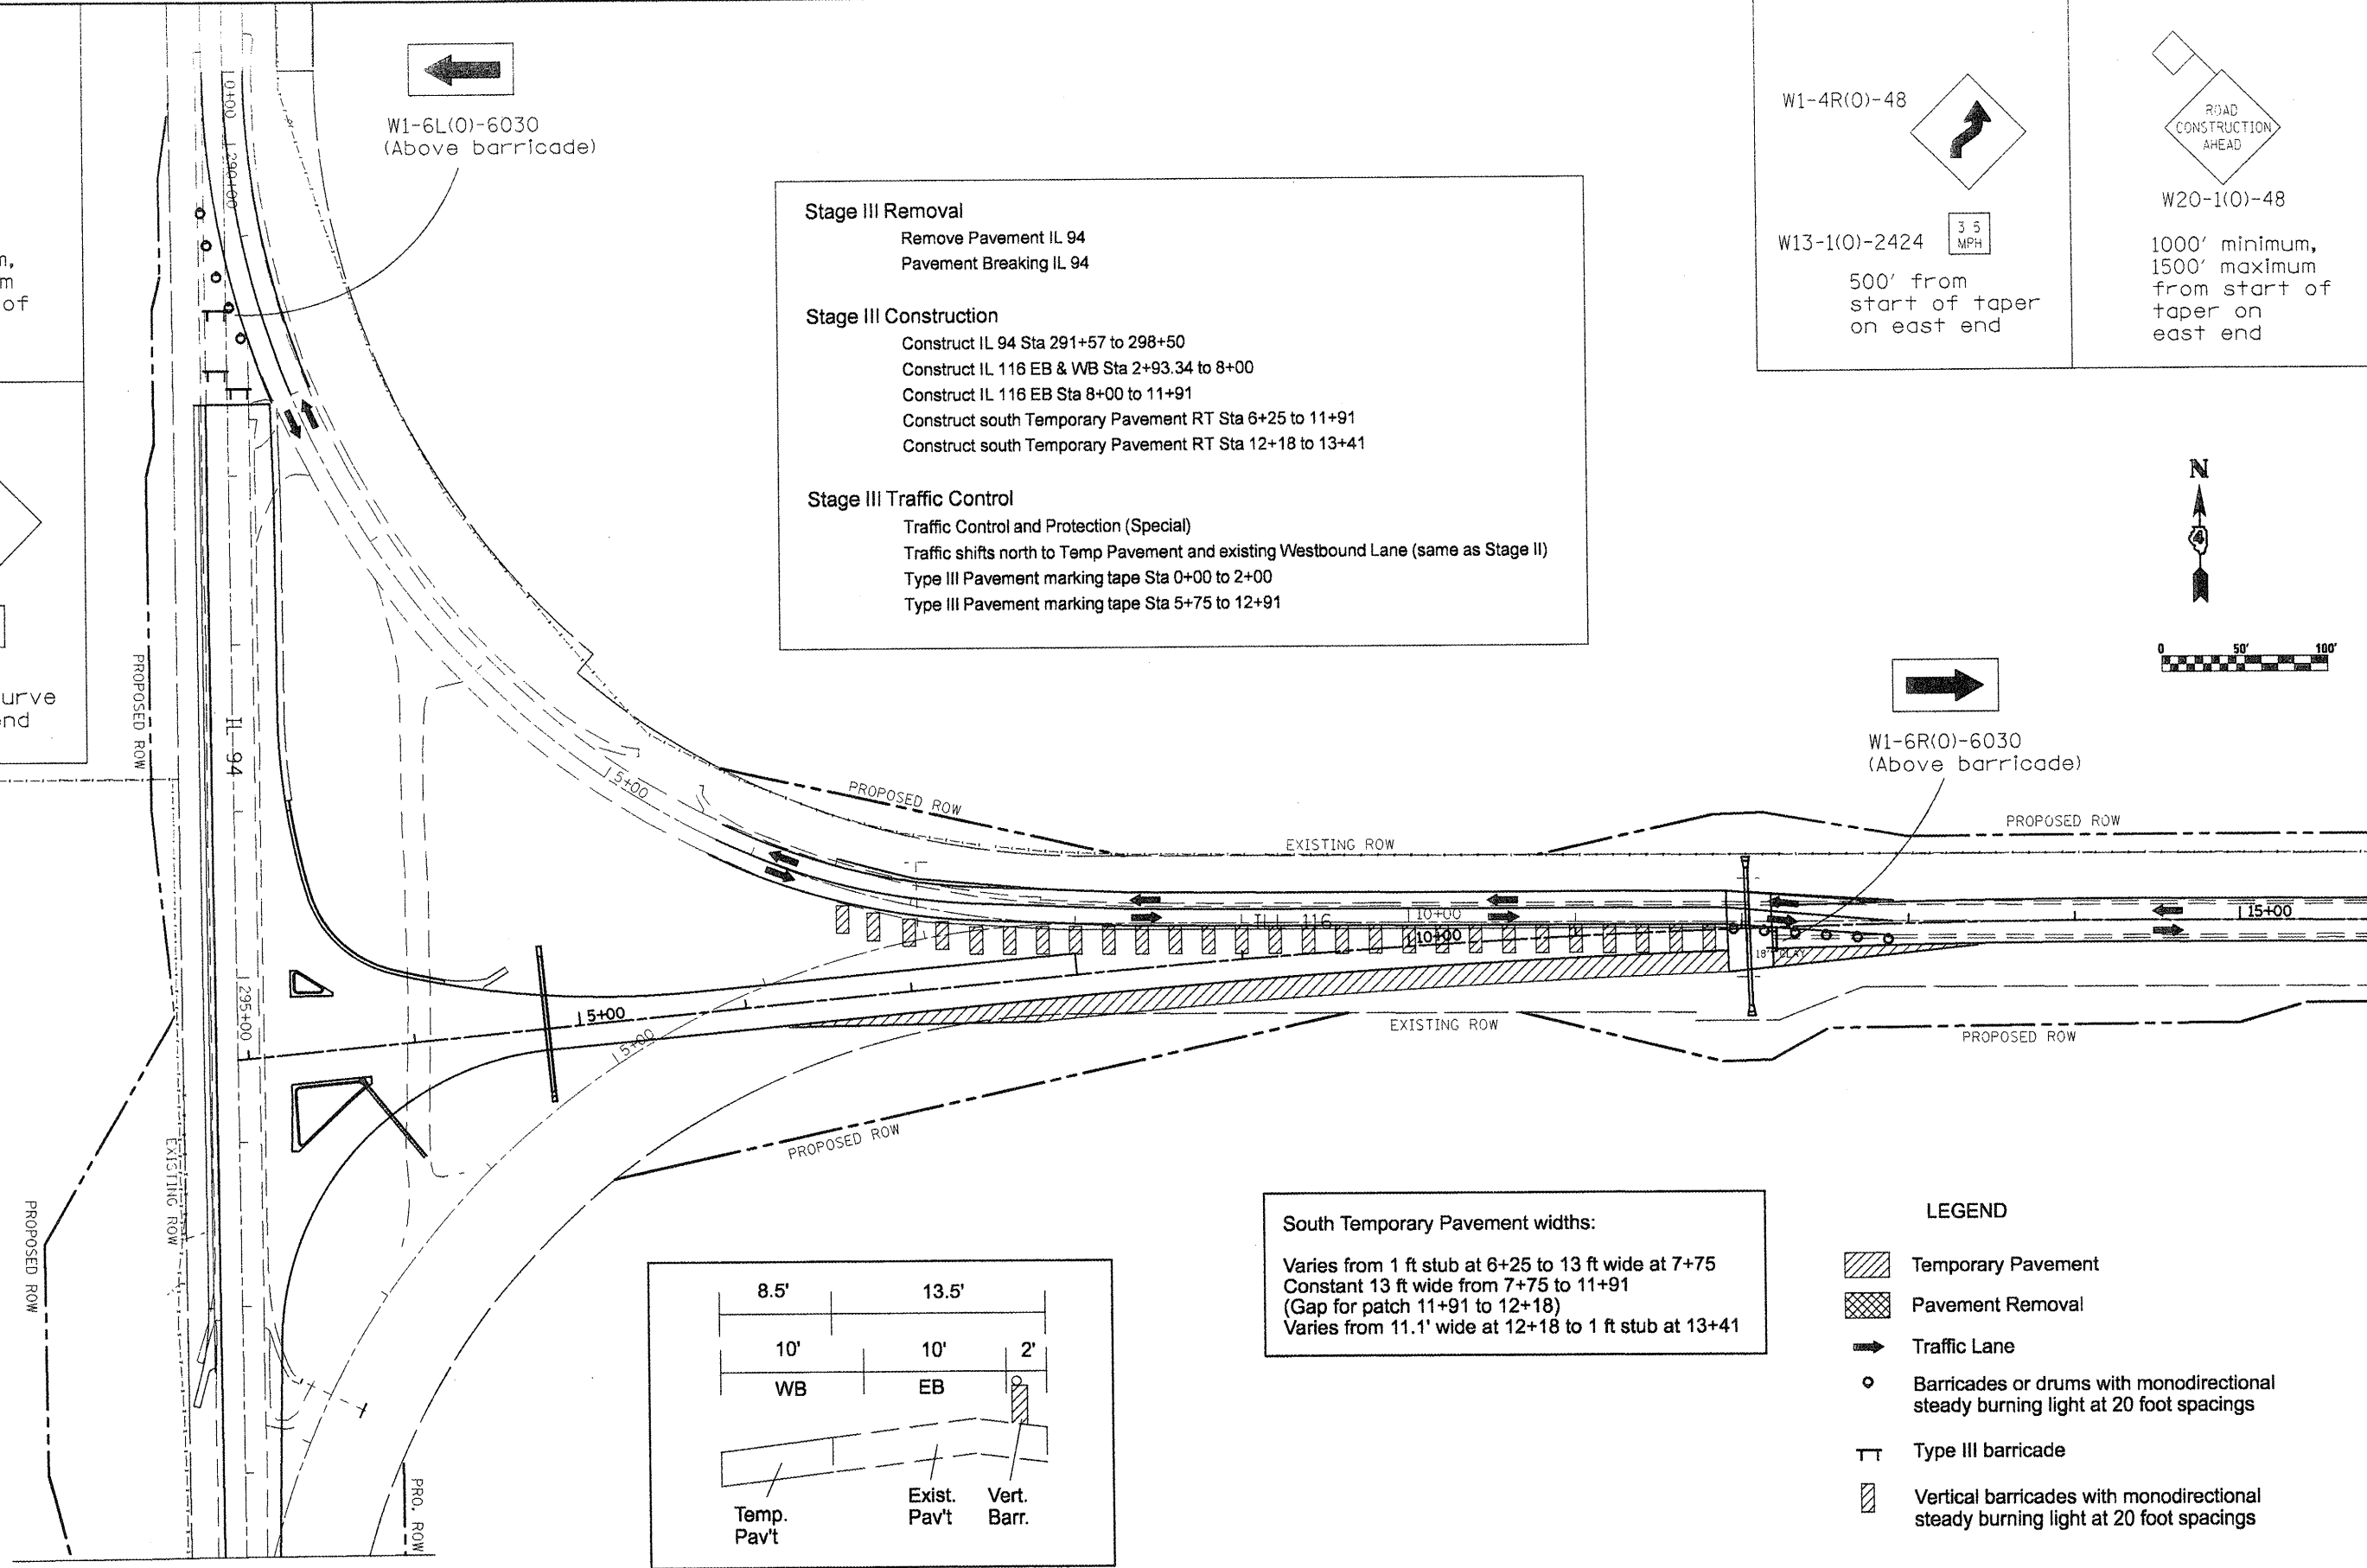 W1-6L(O)-6030
(Above barricade)
W1-4R(O)-48
W13-1(O)-2424
3 5
MPH
500' from
start of taper
on east end
ROAD
CONSTRUCTION
AHEAD
W20-1(O)-48
1000' minimum,
1500' maximum
from start of
taper on
east end
m,
m
of
urve
end
Stage III Removal
Remove Pavement IL 94
Pavement Breaking IL 94
Stage III Construction
Construct IL 94 Sta 291+57 to 298+50
Construct IL 116 EB & WB Sta 2+93.34 to 8+00
Construct IL 116 EB Sta 8+00 to 11+91
Construct south Temporary Pavement RT Sta 6+25 to 11+91
Construct south Temporary Pavement RT Sta 12+18 to 13+41
Stage III Traffic Control
Traffic Control and Protection (Special)
Traffic shifts north to Temp Pavement and existing Westbound Lane (same as Stage II)
Type III Pavement marking tape Sta 0+00 to 2+00
Type III Pavement marking tape Sta 5+75 to 12+91
N
4
0 50' 100'
W1-6R(O)-6030
(Above barricade)
0+00
290+00
PROPOSED ROW
IL 94
5+00
PROPOSED ROW
EXISTING ROW
PROPOSED ROW
ILL 116
10+00
10+00
15+00
18" CLAY
295+00
5+00
5+00
EXISTING ROW
PROPOSED ROW
PROPOSED ROW
EXISTING ROW
PROPOSED ROW
PRO. ROW
8.5' 13.5'
10' 10' 2'
WB EB
Temp.
Pav't
Exist.
Pav't
Vert.
Barr.
South Temporary Pavement widths:
Varies from 1 ft stub at 6+25 to 13 ft wide at 7+75
Constant 13 ft wide from 7+75 to 11+91
(Gap for patch 11+91 to 12+18)
Varies from 11.1' wide at 12+18 to 1 ft stub at 13+41
LEGEND
Temporary Pavement
Pavement Removal
Traffic Lane
Barricades or drums with monodirectional
steady burning light at 20 foot spacings
Type III barricade
Vertical barricades with monodirectional
steady burning light at 20 foot spacings